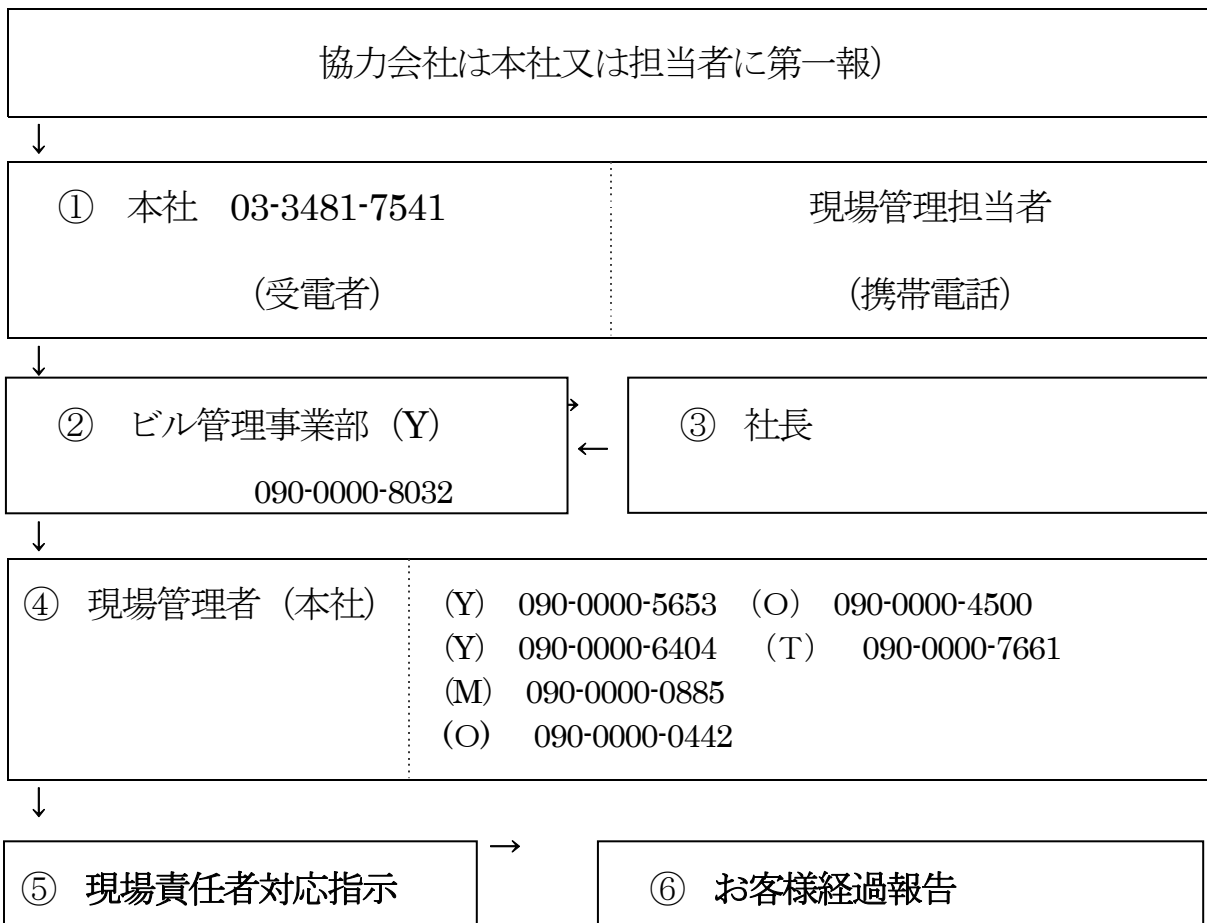 協力会社は本社又は担当者に第一報)
↓
① 本社 03-3481-7541 現場管理担当者
(受電者) (携帯電話)
↓
② ビル管理事業部 (Y) → ③ 社長
←
090-0000-8032
↓
④ 現場管理者 (本社) (Y) 090-0000-5653 (O) 090-0000-4500
(Y) 090-0000-6404 (T) 090-0000-7661
(M) 090-0000-0885
(O) 090-0000-0442
↓
→
⑤ 現場責任者対応指示 ⑥ お客様経過報告